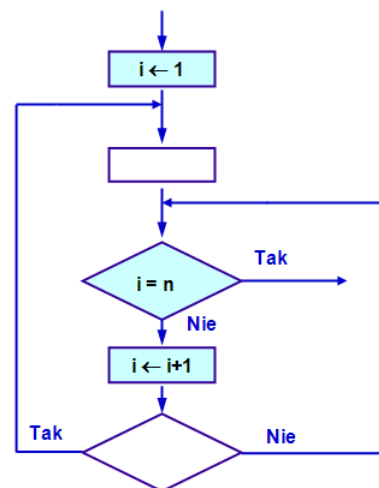 i ← 1
i = n
Tak
Nie
i ← i+1
Tak
Nie